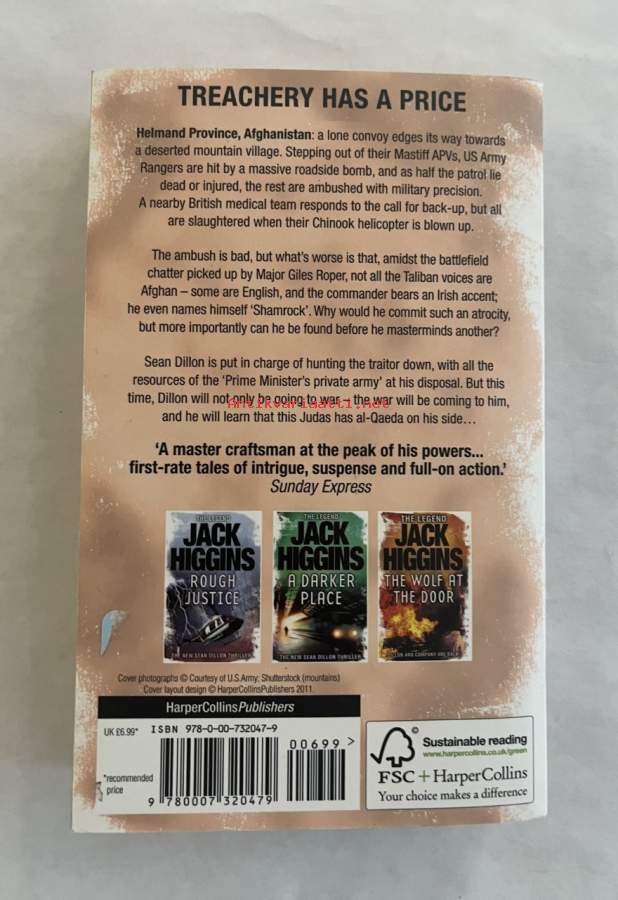 TREACHERY HAS A PRICE
Helmand Province, Afghanistan: a lone convoy edges its way towards
a deserted mountain village. Stepping out of their Mastiff APVs, US Army
Rangers are hit by a massive roadside bomb, and as half the patrol lie
dead or injured, the rest are ambushed with military precision.
A nearby British medical team responds to the call for back-up, but all
are slaughtered when their Chinook helicopter is blown up.
The ambush is bad, but what's worse is that, amidst the battlefield
chatter picked up by Major Giles Roper, not all the Taliban voices are
Afghan – some are English, and the commander bears an Irish accent;
he even names himself 'Shamrock'. Why would he commit such an atrocity,
but more importantly can he be found before he masterminds another?
Sean Dillon is put in charge of hunting the traitor down, with all the
resources of the 'Prime Minister's private army' at his disposal. But this
time, Dillon will not only be going to war – the war will be coming to him,
Antikvariaatti.net
and he will learn that this Judas has al-Qaeda on his side…
'A master craftsman at the peak of his powers...
first-rate tales of intrigue, suspense and full-on action.'
Sunday Express
THE LEGEND
JACK
HIGGINS
ROUGH
JUSTICE
THE NEW SEAN DILLON THRILLER
THE LEGEND
JACK
HIGGINS
A DARKER
PLACE
THE NEW SEAN DILLON THRILLER
THE LEGEND
JACK
HIGGINS
THE WOLF AT
THE DOOR
DILLON AND COMPANY ARE BACK
Cover photographs © Courtesy of U.S.Army; Shutterstock (mountains)
Cover layout design © HarperCollinsPublishers 2011
HarperCollinsPublishers
UK £6.99*
ISBN 978-0-00-732047-9
00699 >
*recommended
price
9 780007 320479
FSC + HarperCollins
Sustainable reading
www.harpercollins.co.uk/green
Your choice makes a difference